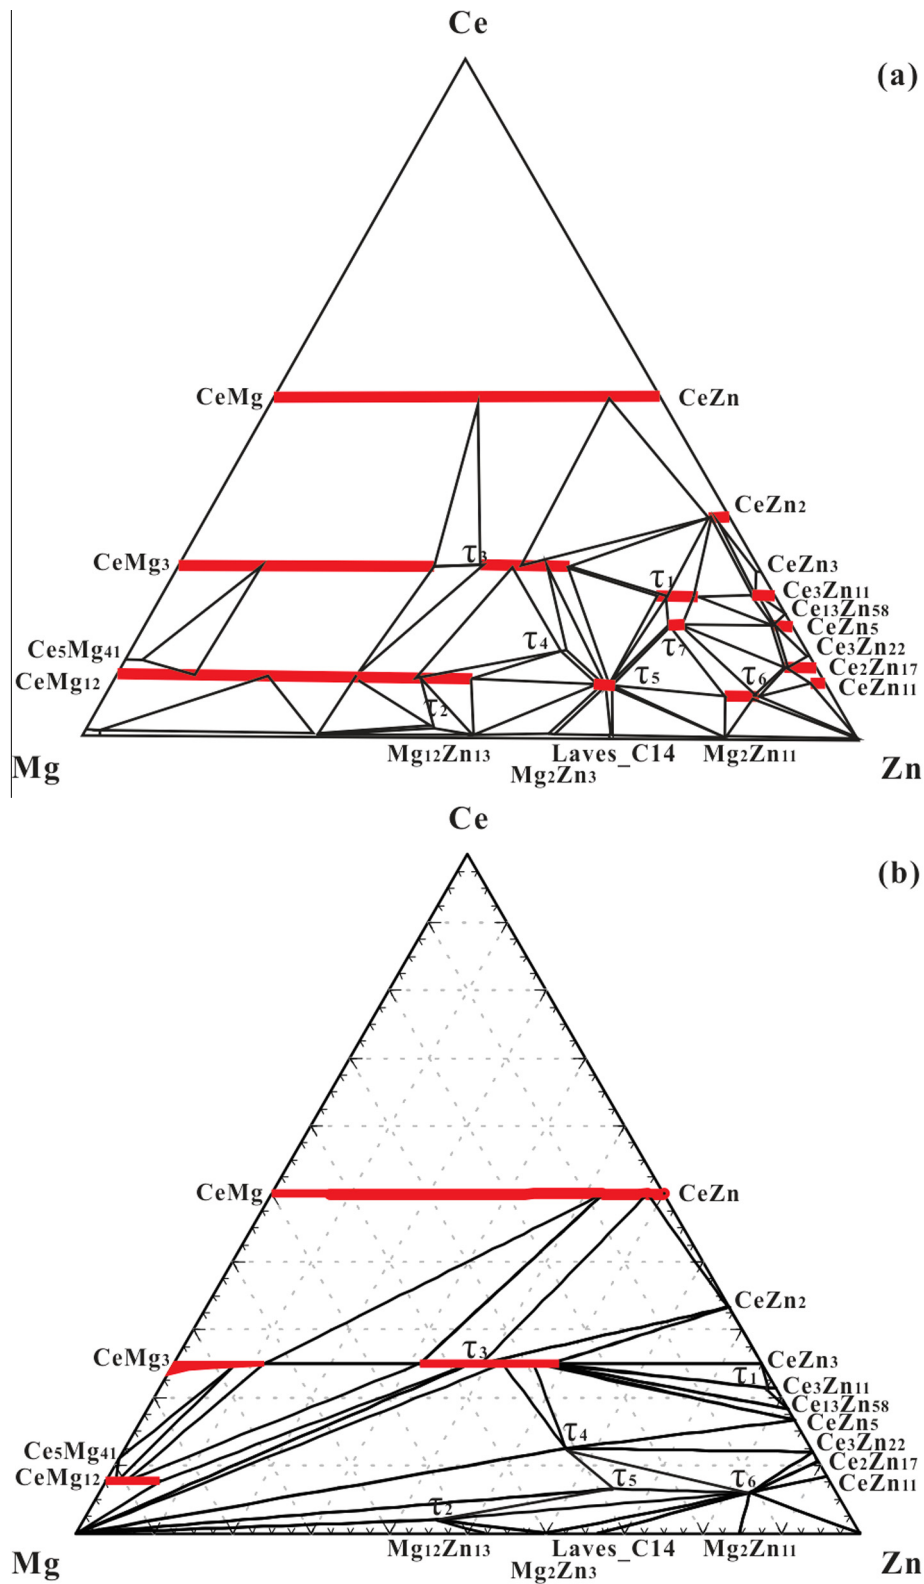 Ce
(a)
CeMg
CeZn
CeZn2
CeMg3
τ3
CeZn3
τ1
Ce3Zn11
Ce13Zn58
CeZn5
τ7
τ4
Ce3Zn22
Ce5Mg41
Ce2Zn17
CeMg12
τ5
τ6
CeZn11
τ2
Mg12Zn13
Laves_C14
Mg2Zn11
Mg
Mg2Zn3
Zn
Ce
(b)
CeMg
CeZn
CeZn2
CeMg3
τ3
CeZn3
τ1
Ce3Zn11
Ce13Zn58
CeZn5
τ4
Ce3Zn22
Ce5Mg41
Ce2Zn17
CeMg12
τ5
τ6
CeZn11
τ2
Mg12Zn13
Laves_C14
Mg2Zn11
Mg
Mg2Zn3
Zn